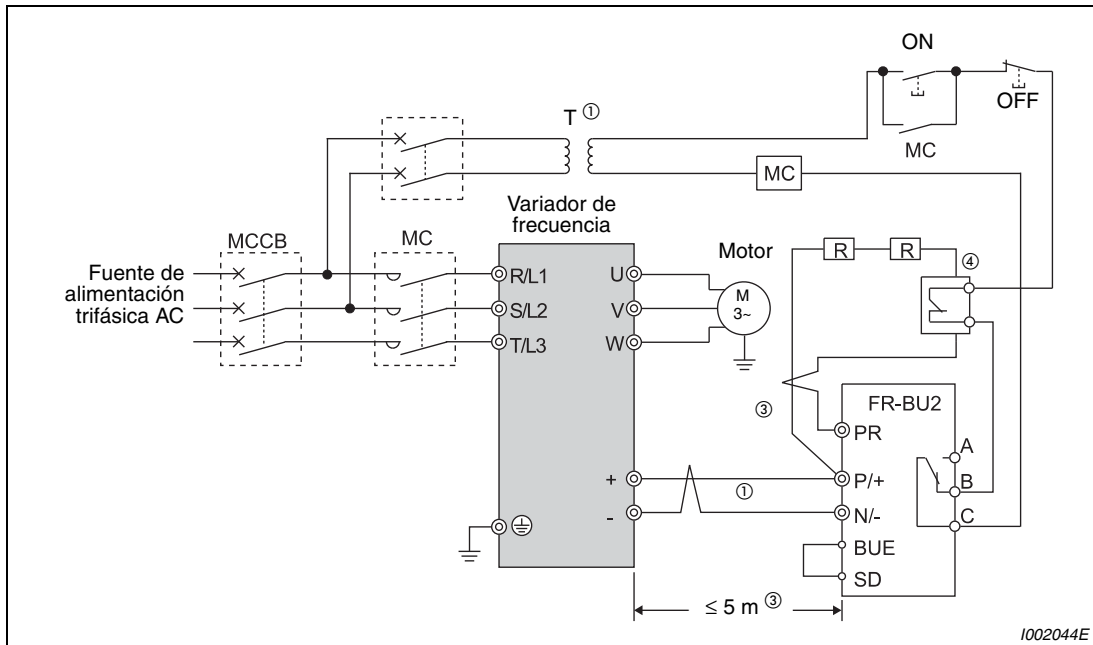 ON
OFF
MC
T ①
MC
Variador de
frecuencia
MCCB
MC
Motor
Fuente de
alimentación
trifásica AC
R/L1
S/L2
T/L3
U
V
W
M
3~
R
R
④
③
FR-BU2
PR
P/+
N/-
BUE
SD
A
B
C
+
-
①
≤ 5 m ③
I002044E